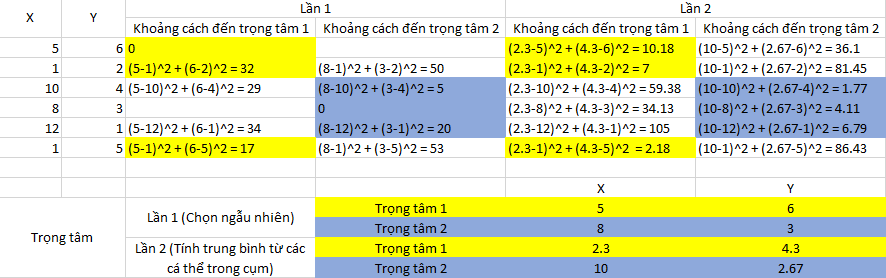 X Y Lần 1 Lần 2
Khoảng cách đến trọng tâm 1 Khoảng cách đến trọng tâm 2 Khoảng cách đến trọng tâm 1 Khoảng cách đến trọng tâm 2
5 6 0 (2.3-5)^2 + (4.3-6)^2 = 10.18 (10-5)^2 + (2.67-6)^2 = 36.1
1 2 (5-1)^2 + (6-2)^2 = 32 (8-1)^2 + (3-2)^2 = 50 (2.3-1)^2 + (4.3-2)^2 = 7 (10-1)^2 + (2.67-2)^2 = 81.45
10 4 (5-10)^2 + (6-4)^2 = 29 (8-10)^2 + (3-4)^2 = 5 (2.3-10)^2 + (4.3-4)^2 = 59.38 (10-10)^2 + (2.67-4)^2 = 1.77
8 3 0 (2.3-8)^2 + (4.3-3)^2 = 34.13 (10-8)^2 + (2.67-3)^2 = 4.11
12 1 (5-12)^2 + (6-1)^2 = 34 (8-12)^2 + (3-1)^2 = 20 (2.3-12)^2 + (4.3-1)^2 = 105 (10-12)^2 + (2.67-1)^2 = 6.79
1 5 (5-1)^2 + (6-5)^2 = 17 (8-1)^2 + (3-5)^2 = 53 (2.3-1)^2 + (4.3-5)^2 = 2.18 (10-1)^2 + (2.67-5)^2 = 86.43
X Y
Trọng tâm
Lần 1 (Chọn ngẫu nhiên)
Trọng tâm 1 5 6
Trọng tâm 2 8 3
Lần 2 (Tính trung bình từ các
cá thể trong cụm)
Trọng tâm 1 2.3 4.3
Trọng tâm 2 10 2.67